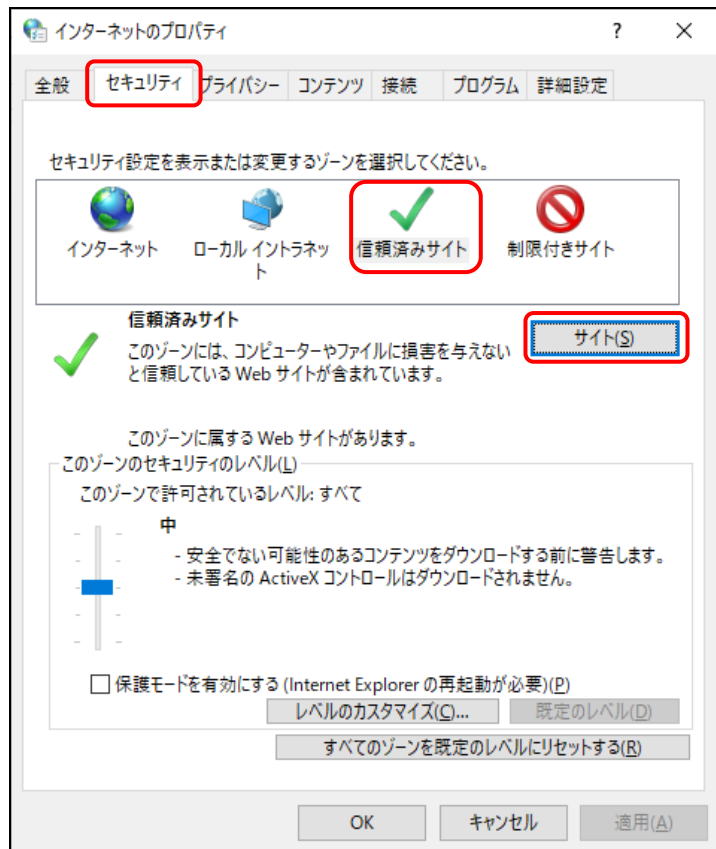 インターネットのプロパティ ? ×
全般 セキュリティ プライバシー コンテンツ 接続 プログラム 詳細設定
セキュリティ設定を表示または変更するゾーンを選択してください。
インターネット
ローカル イントラネッ
ト
信頼済みサイト
制限付きサイト
信頼済みサイト
サイト(S)
このゾーンには、コンピューターやファイルに損害を与えない
と信頼している Web サイトが含まれています。
このゾーンに属する Web サイトがあります。
このゾーンのセキュリティのレベル(L)
このゾーンで許可されているレベル: すべて
中
- 安全でない可能性のあるコンテンツをダウンロードする前に警告します。
- 未署名の ActiveX コントロールはダウンロードされません。
保護モードを有効にする (Internet Explorer の再起動が必要)(P)
レベルのカスタマイズ(C)... 既定のレベル(D)
すべてのゾーンを既定のレベルにリセットする(R)
OK キャンセル 適用(A)